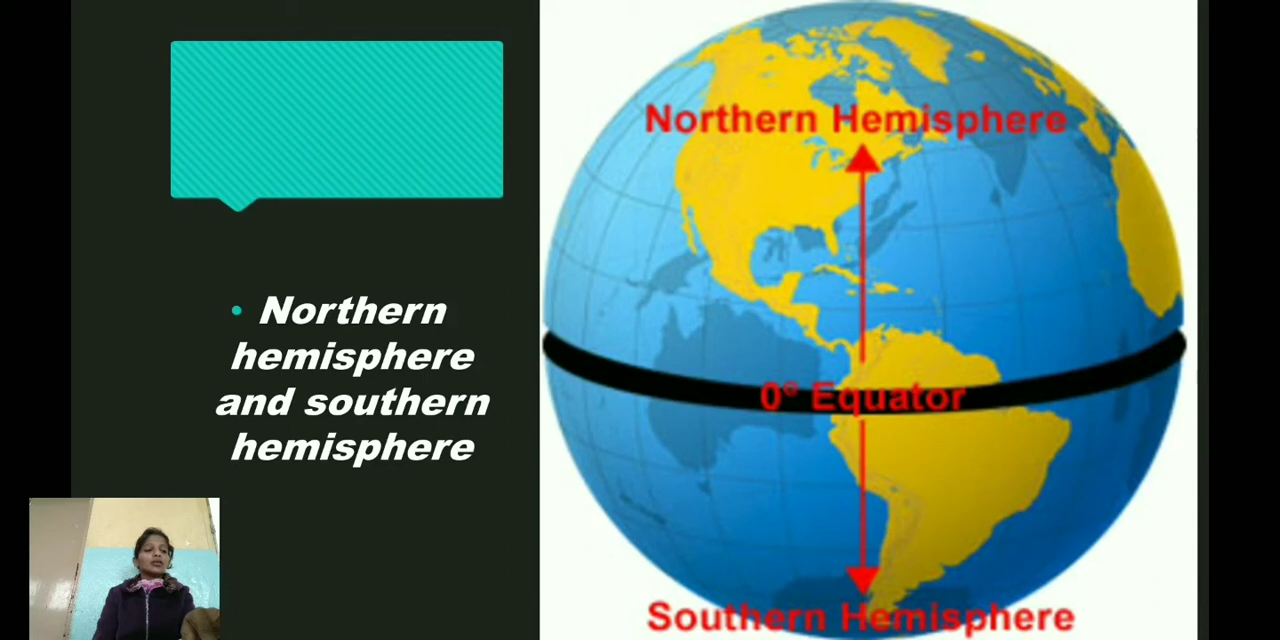 • Northern
hemisphere
and southern
hemisphere
Northern Hemisphere
0° Equator
Southern Hemisphere